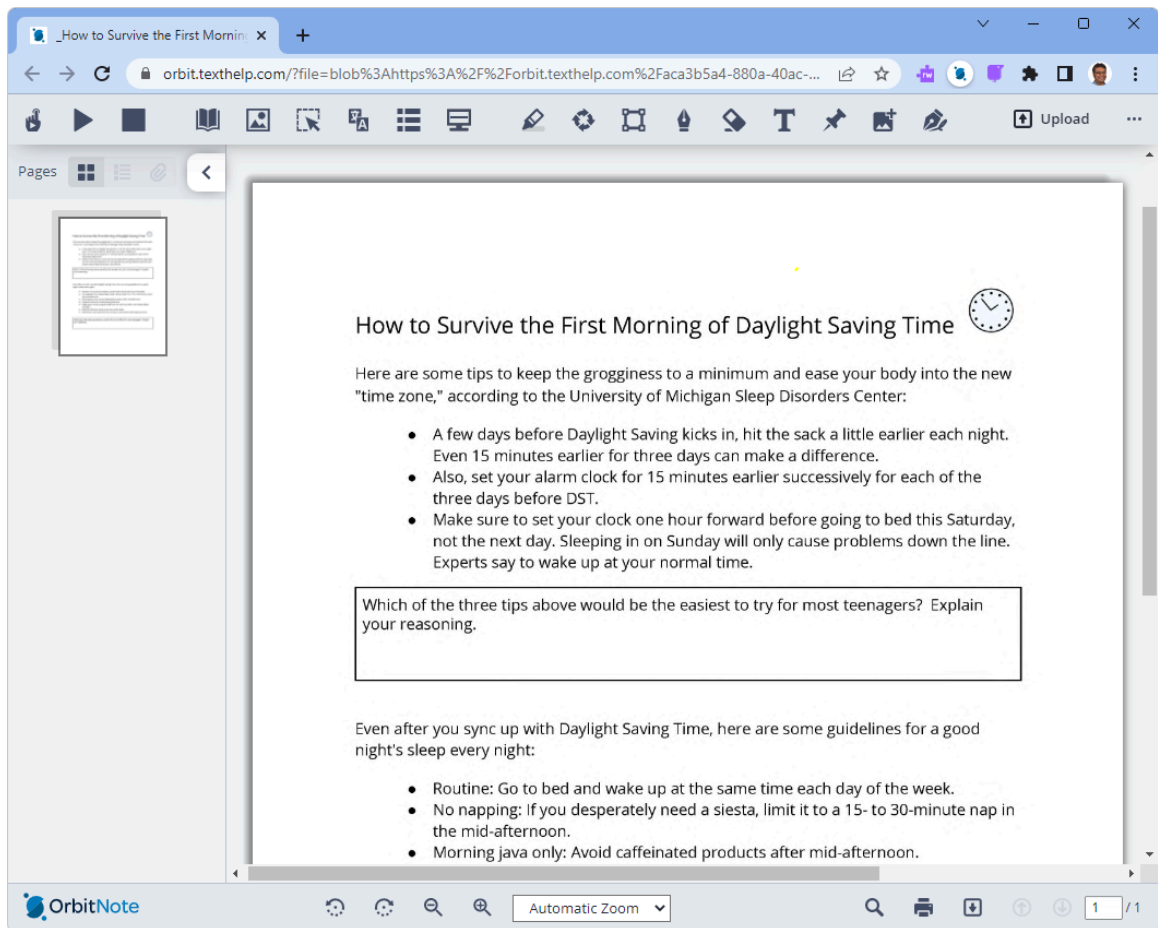 _How to Survive the First Mornin
orbit.texthelp.com/?file=blob%3Ahttps%3A%2F%2Forbit.texthelp.com%2Faca3b5a4-880a-40ac-...
Upload
Pages
How to Survive the First Morning of Daylight Saving Time
Here are some tips to keep the grogginess to a minimum and ease your body into the new
"time zone," according to the University of Michigan Sleep Disorders Center:
● A few days before Daylight Saving kicks in, hit the sack a little earlier each night.
Even 15 minutes earlier for three days can make a difference.
● Also, set your alarm clock for 15 minutes earlier successively for each of the
three days before DST.
● Make sure to set your clock one hour forward before going to bed this Saturday,
not the next day. Sleeping in on Sunday will only cause problems down the line.
Experts say to wake up at your normal time.
Which of the three tips above would be the easiest to try for most teenagers? Explain
your reasoning.
Even after you sync up with Daylight Saving Time, here are some guidelines for a good
night's sleep every night:
● Routine: Go to bed and wake up at the same time each day of the week.
● No napping: If you desperately need a siesta, limit it to a 15- to 30-minute nap in
the mid-afternoon.
● Morning java only: Avoid caffeinated products after mid-afternoon.
OrbitNote
Automatic Zoom
1 / 1